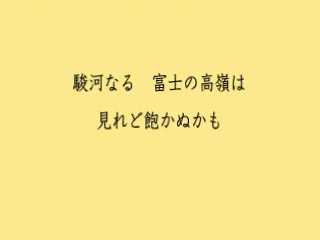 駿河なる　富士の高嶺は
見れど飽かぬかも